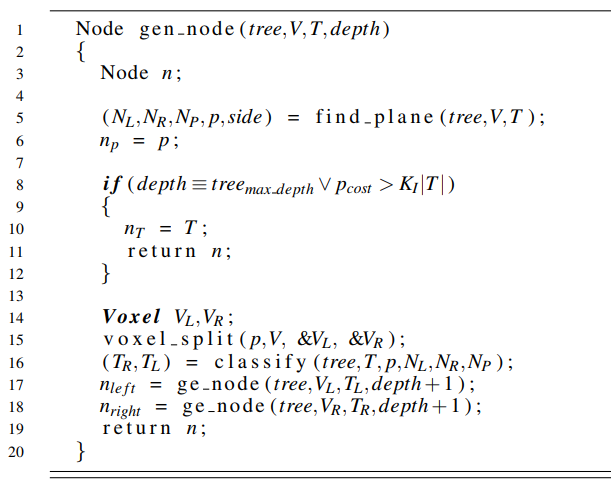 1 Node gen_node(tree,V,T,depth)
2 {
3 Node n;
4
5 (N_L,N_R,N_P,p,side) = find_plane(tree,V,T);
6 n_p = p;
7
8 if(depth≡tree_max_depth∨p_cost>K_I|T|)
9 {
10 n_T = T;
11 return n;
12 }
13
14 Voxel V_L,V_R;
15 voxel_split(p,V, &V_L, &V_R);
16 (T_R,T_L) = classify(tree,T,p,N_L,N_R,N_P);
17 n_left = ge_node(tree,V_L,T_L,depth+1);
18 n_right = ge_node(tree,V_R,T_R,depth+1);
19 return n;
20 }